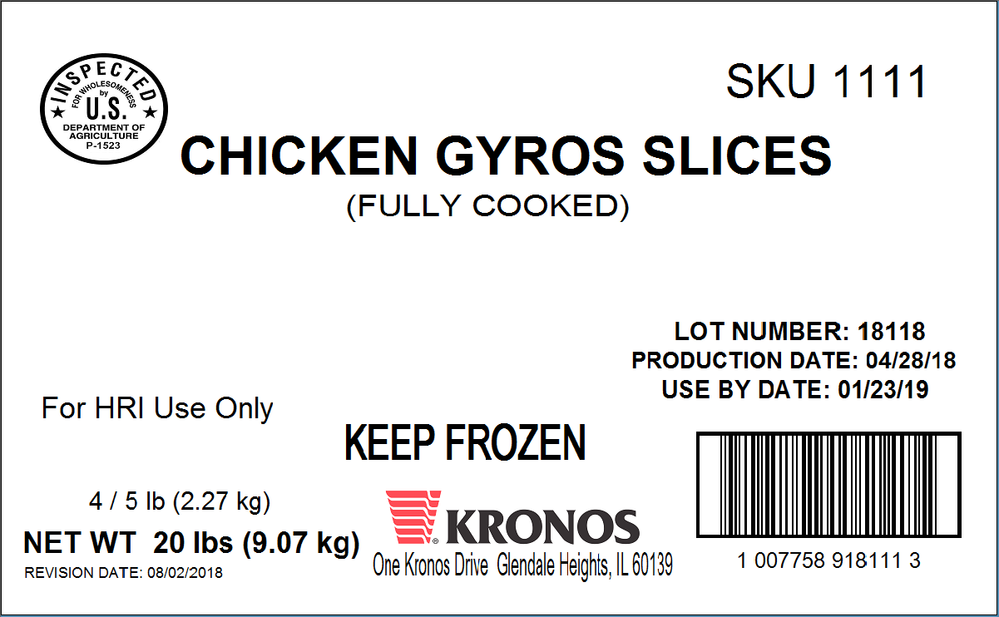 INSPECTED
FOR WHOLESOMENESS
by
U.S.
DEPARTMENT OF
AGRICULTURE
P-1523
SKU 1111
CHICKEN GYROS SLICES
(FULLY COOKED)
LOT NUMBER: 18118
PRODUCTION DATE: 04/28/18
USE BY DATE: 01/23/19
For HRI Use Only
KEEP FROZEN
4 / 5 lb (2.27 kg)
NET WT  20 lbs (9.07 kg)
REVISION DATE: 08/02/2018
® KRONOS
One Kronos Drive  Glendale Heights, IL 60139
1 007758 918111 3